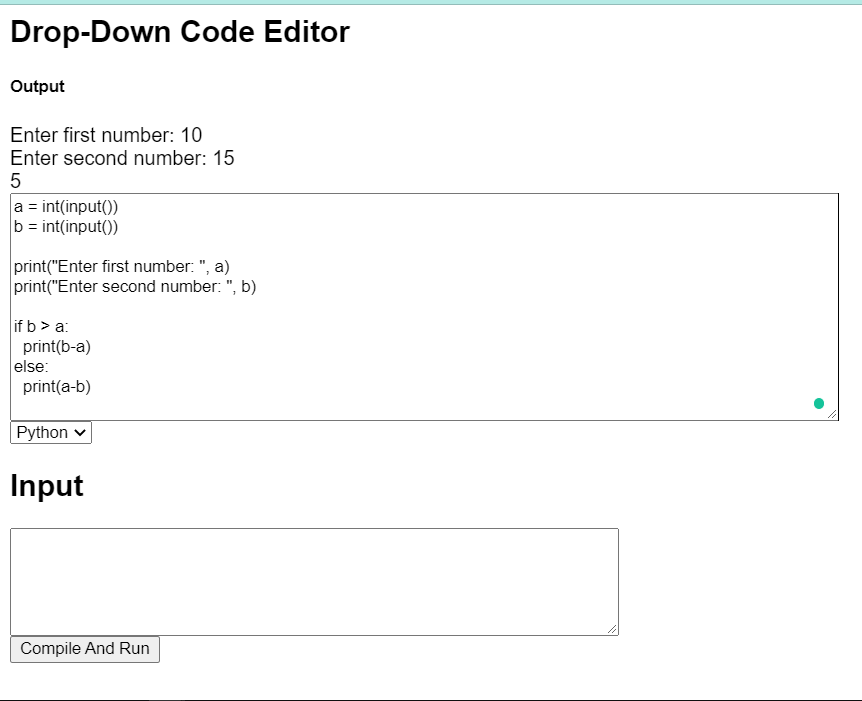 Drop-Down Code Editor
Output
Enter first number: 10
Enter second number: 15
5
a = int(input())
b = int(input())
print("Enter first number: ", a)
print("Enter second number: ", b)
if b > a:
  print(b-a)
else:
  print(a-b)
Python
Input
Compile And Run